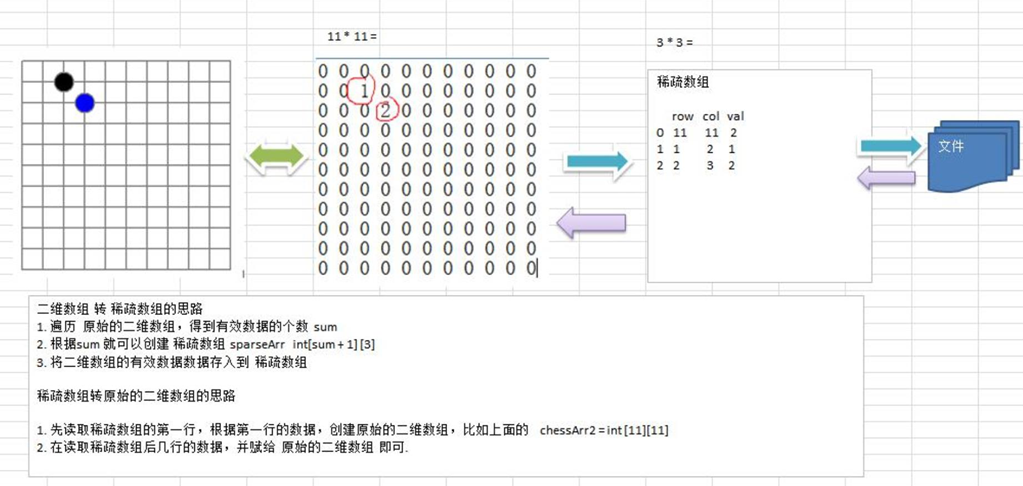 11 * 11 =
3 * 3 =
0 0 0 0 0 0 0 0 0 0 0
0 0 1 0 0 0 0 0 0 0 0
0 0 0 2 0 0 0 0 0 0 0
0 0 0 0 0 0 0 0 0 0 0
0 0 0 0 0 0 0 0 0 0 0
0 0 0 0 0 0 0 0 0 0 0
0 0 0 0 0 0 0 0 0 0 0
0 0 0 0 0 0 0 0 0 0 0
0 0 0 0 0 0 0 0 0 0 0
0 0 0 0 0 0 0 0 0 0 0
0 0 0 0 0 0 0 0 0 0 0
稀疏数组
row col val
0 11 11 2
1 1 2 1
2 2 3 2
文件
二维数组 转 稀疏数组的思路
1. 遍历 原始的二维数组，得到有效数据的个数 sum
2. 根据sum 就可以创建 稀疏数组 sparseArr int[sum + 1] [3]
3. 将二维数组的有效数据数据存入到 稀疏数组
稀疏数组转原始的二维数组的思路
1. 先读取稀疏数组的第一行，根据第一行的数据，创建原始的二维数组，比如上面的 chessArr2 = int [11][11]
2. 在读取稀疏数组后几行的数据，并赋给 原始的二维数组 即可.